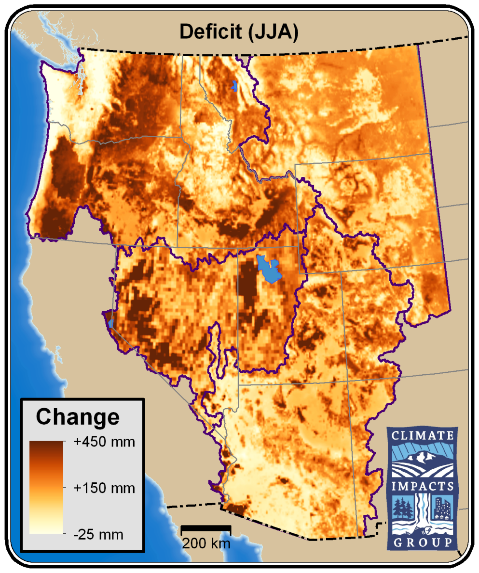 Deficit (JJA)
Change
+450 mm
+150 mm
-25 mm
200 km
CLIMATE
IMPACTS
GROUP